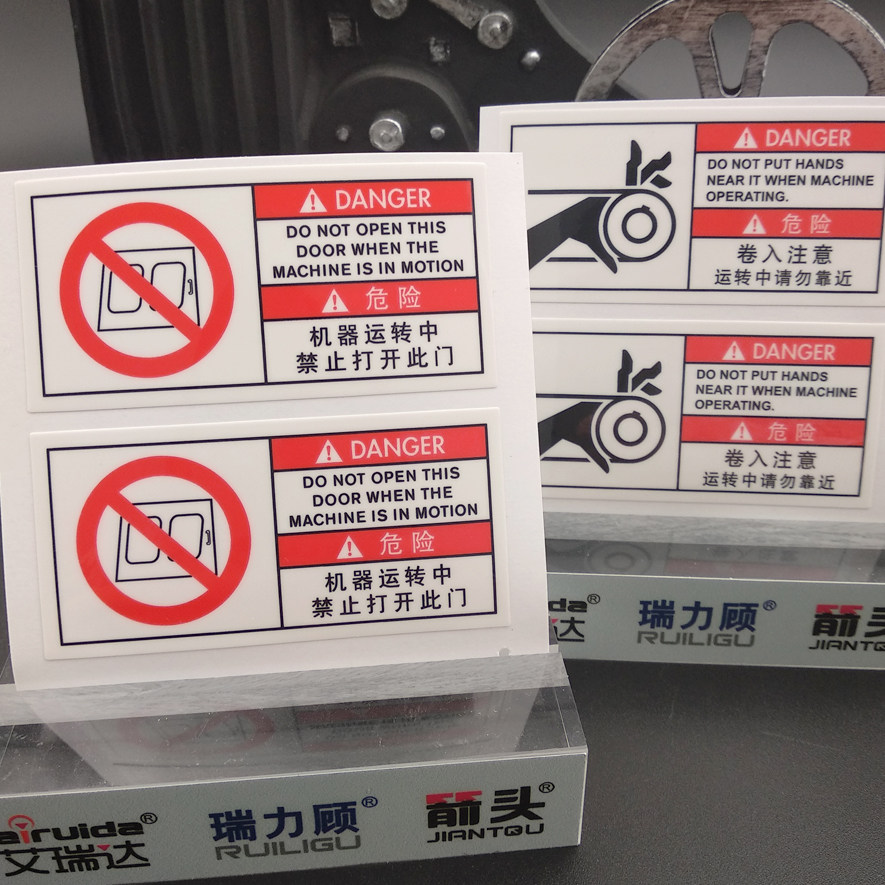 DANGER
DO NOT OPEN THIS
DOOR WHEN THE
MACHINE IS IN MOTION
危险
机器运转中
禁止打开此门
DANGER
DO NOT OPEN THIS
DOOR WHEN THE
MACHINE IS IN MOTION
危险
机器运转中
禁止打开此门
DANGER
DO NOT PUT HANDS
NEAR IT WHEN MACHINE
OPERATING.
危险
卷入注意
运转中请勿靠近
DANGER
DO NOT PUT HANDS
NEAR IT WHEN MACHINE
OPERATING.
危险
卷入注意
运转中请勿靠近
瑞力顾®
RUILIGU
箭头
airuida®
艾瑞达
瑞力顾®
RUILIGU
箭头®
JIANTOU